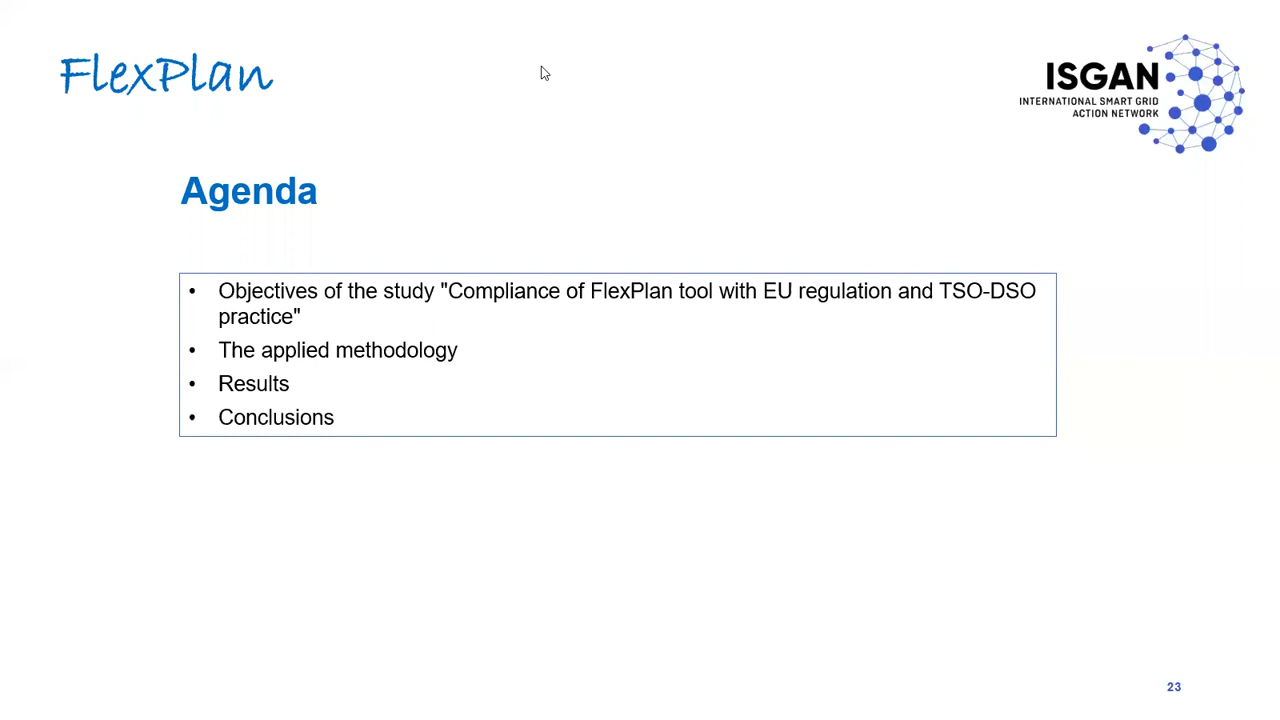 FlexPlan
ISGAN
INTERNATIONAL SMART GRID
ACTION NETWORK
Agenda
• Objectives of the study "Compliance of FlexPlan tool with EU regulation and TSO-DSO
practice"
• The applied methodology
• Results
• Conclusions
23